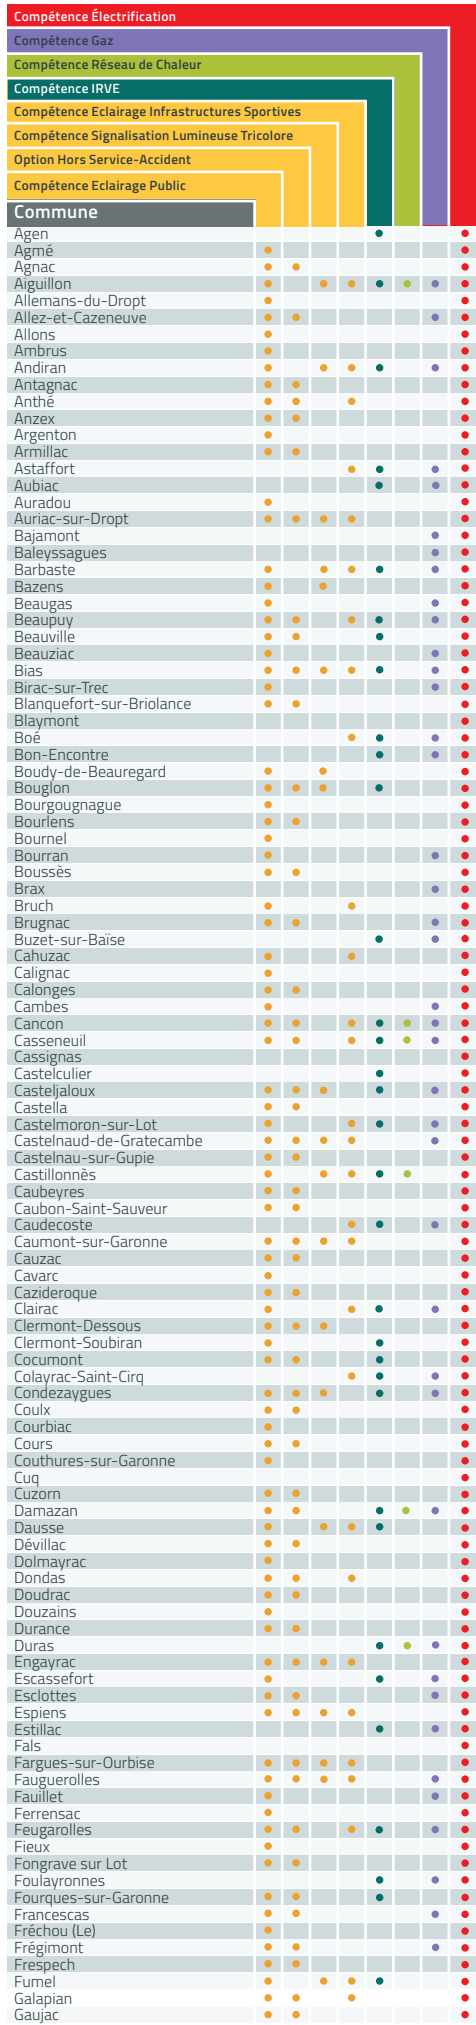 Compétence Électrification
Compétence Gaz
Compétence Réseau de Chaleur
Compétence IRVE
Compétence Eclairage Infrastructures Sportives
Compétence Signalisation Lumineuse Tricolore
Option Hors Service-Accident
Compétence Eclairage Public
Commune
Agen
Agmé
Agnac
Aiguillon
Allemans-du-Dropt
Allez-et-Cazeneuve
Allons
Ambrus
Andiran
Antagnac
Anthé
Anzex
Argenton
Armillac
Astaffort
Aubiac
Auradou
Auriac-sur-Dropt
Bajamont
Baleyssagues
Barbaste
Bazens
Beaugas
Beaupuy
Beauville
Beauziac
Bias
Birac-sur-Trec
Blanquefort-sur-Briolance
Blaymont
Boé
Bon-Encontre
Boudy-de-Beauregard
Bouglon
Bourgougnague
Bourlens
Bournel
Bourran
Boussès
Brax
Bruch
Brugnac
Buzet-sur-Baïse
Cahuzac
Calignac
Calonges
Cambes
Cancon
Casseneuil
Cassignas
Castelculier
Casteljaloux
Castella
Castelmoron-sur-Lot
Castelnaud-de-Gratecambe
Castelnau-sur-Gupie
Castillonnès
Caubeyres
Caubon-Saint-Sauveur
Caudecoste
Caumont-sur-Garonne
Cauzac
Cavarc
Cazideroque
Clairac
Clermont-Dessous
Clermont-Soubiran
Cocumont
Colayrac-Saint-Cirq
Condezaygues
Coulx
Courbiac
Cours
Couthures-sur-Garonne
Cuq
Cuzorn
Damazan
Dausse
Dévillac
Dolmayrac
Dondas
Doudrac
Douzains
Durance
Duras
Engayrac
Escassefort
Esclottes
Espiens
Estillac
Fals
Fargues-sur-Ourbise
Fauguerolles
Fauillet
Ferrensac
Feugarolles
Fieux
Fongrave sur Lot
Foulayronnes
Fourques-sur-Garonne
Francescas
Fréchou (Le)
Frégimont
Frespech
Fumel
Galapian
Gaujac